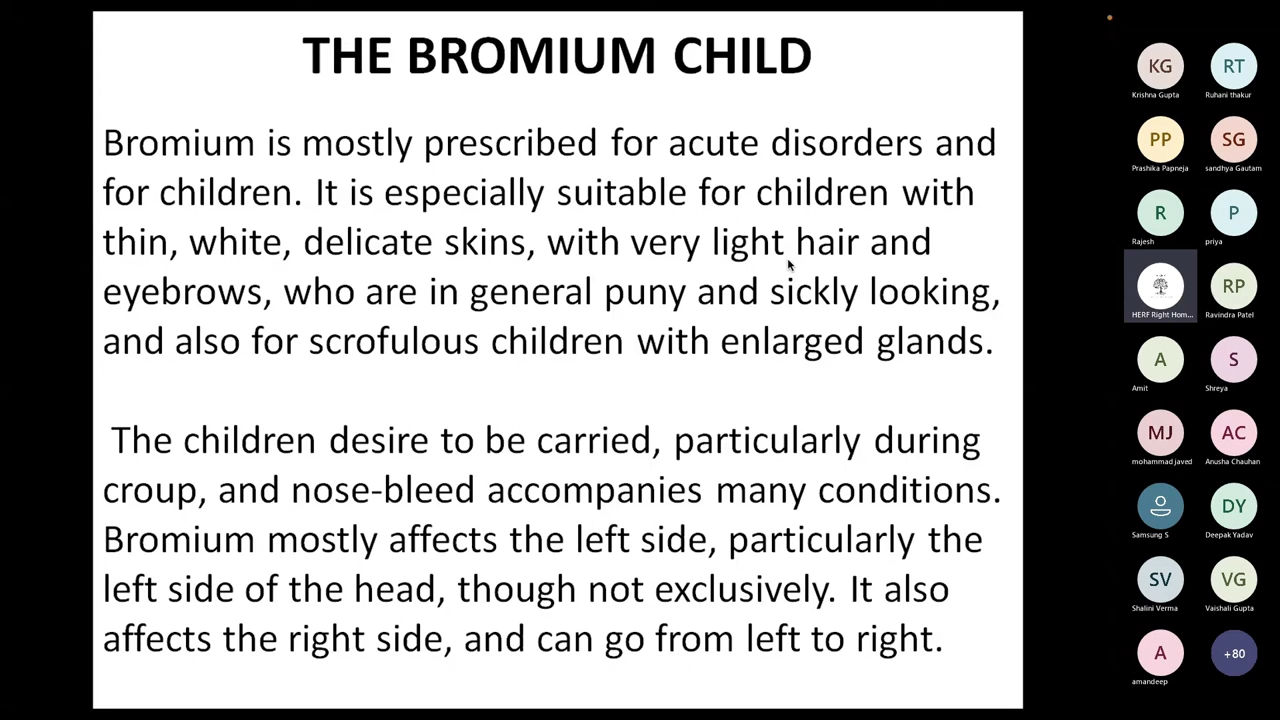 THE BROMIUM CHILD
Bromium is mostly prescribed for acute disorders and
for children. It is especially suitable for children with
thin, white, delicate skins, with very light hair and
eyebrows, who are in general puny and sickly looking,
and also for scrofulous children with enlarged glands.
The children desire to be carried, particularly during
croup, and nose-bleed accompanies many conditions.
Bromium mostly affects the left side, particularly the
left side of the head, though not exclusively. It also
affects the right side, and can go from left to right.
KG
Krishna Gupta
RT
Ruhani thakur
PP
Prashika Papneja
SG
sandhya Gautam
R
Rajesh
P
priya
HERF Right Hom...
RP
Ravindra Patel
A
Amit
S
Shreya
MJ
mohammad javed
AC
Anusha Chauhan
Samsung S
DY
Deepak Yadav
SV
Shalini Verma
VG
Vaishali Gupta
A
amandeep
+80